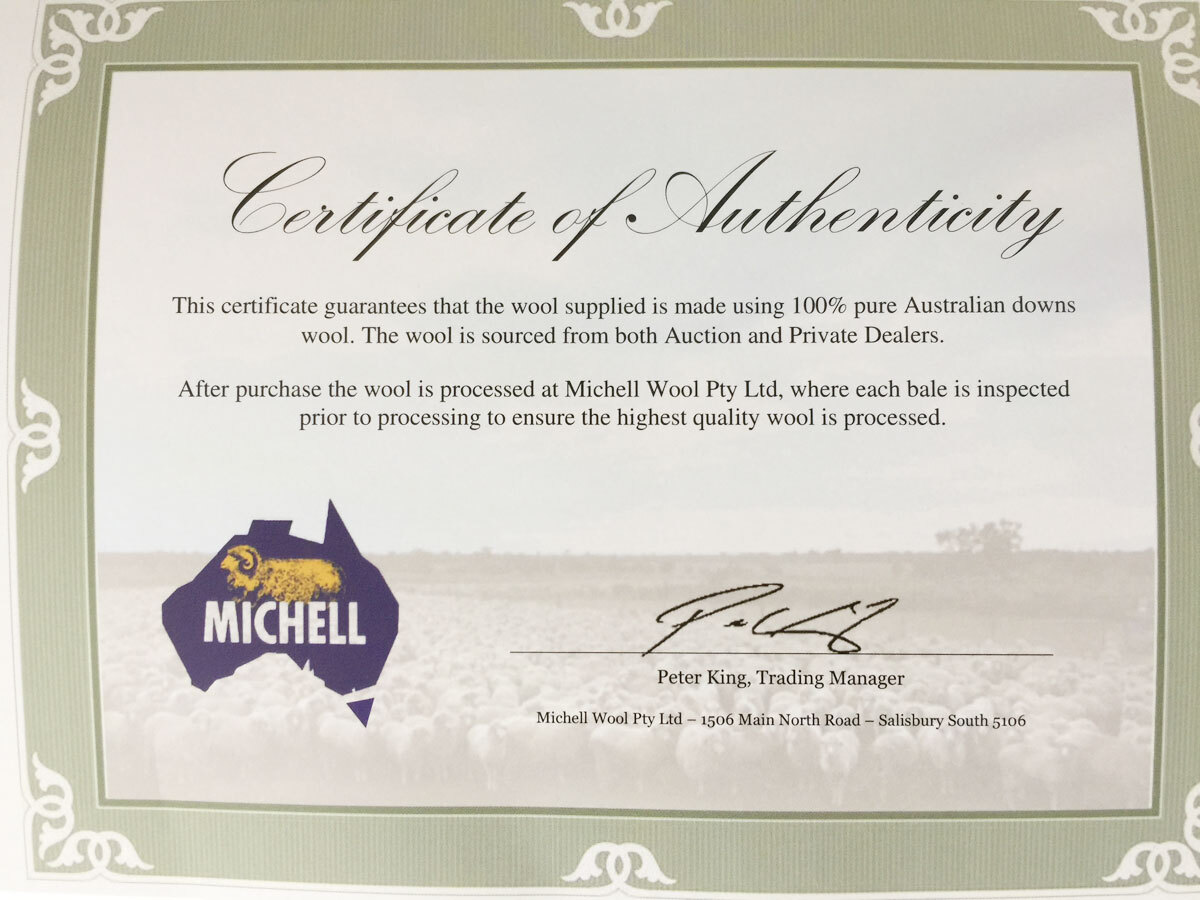 Certificate of Authenticity
This certificate guarantees that the wool supplied is made using 100% pure Australian downs
wool. The wool is sourced from both Auction and Private Dealers.
After purchase the wool is processed at Michell Wool Pty Ltd, where each bale is inspected
prior to processing to ensure the highest quality wool is processed.
MICHELL
Peter King, Trading Manager
Michell Wool Pty Ltd – 1506 Main North Road – Salisbury South 5106